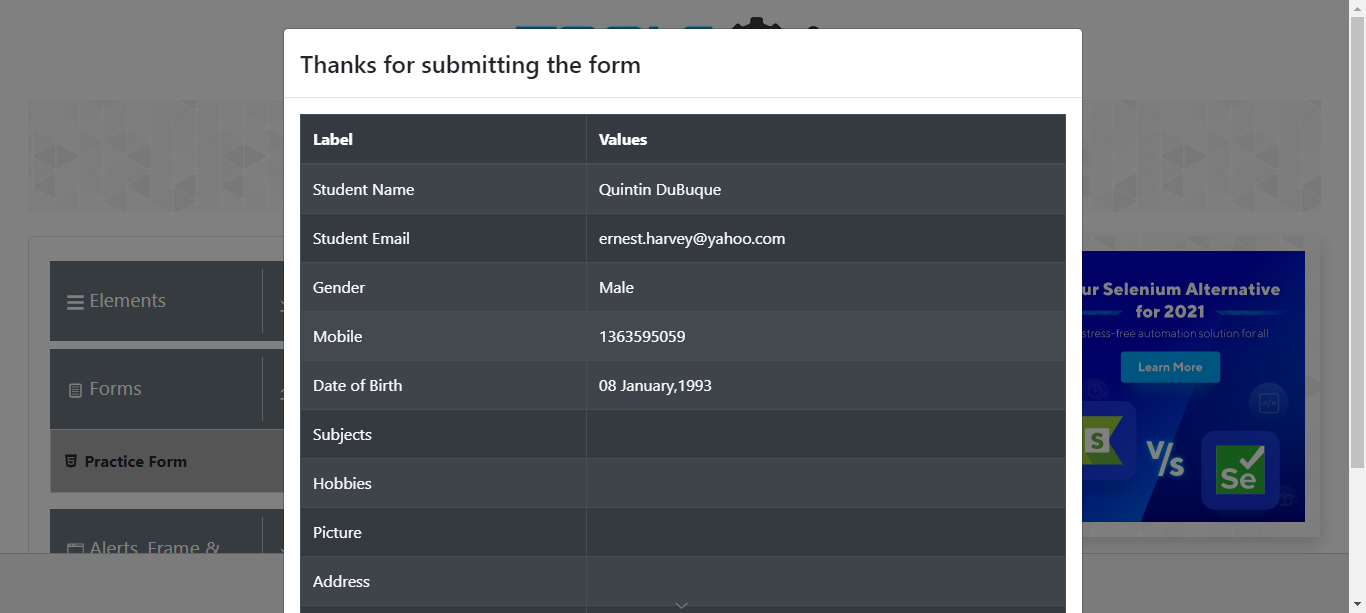 Thanks for submitting the form
Label Values
Student Name Quintin DuBuque
Student Email ernest.harvey@yahoo.com
Gender Male
Mobile 1363595059
Date of Birth 08 January,1993
Subjects
Hobbies
Picture
Address
Elements
Forms
Practice Form
Alerts, Frame &
ur Selenium Alternative
for 2021
stress-free automation solution for all
Learn More
S
V/s
Se